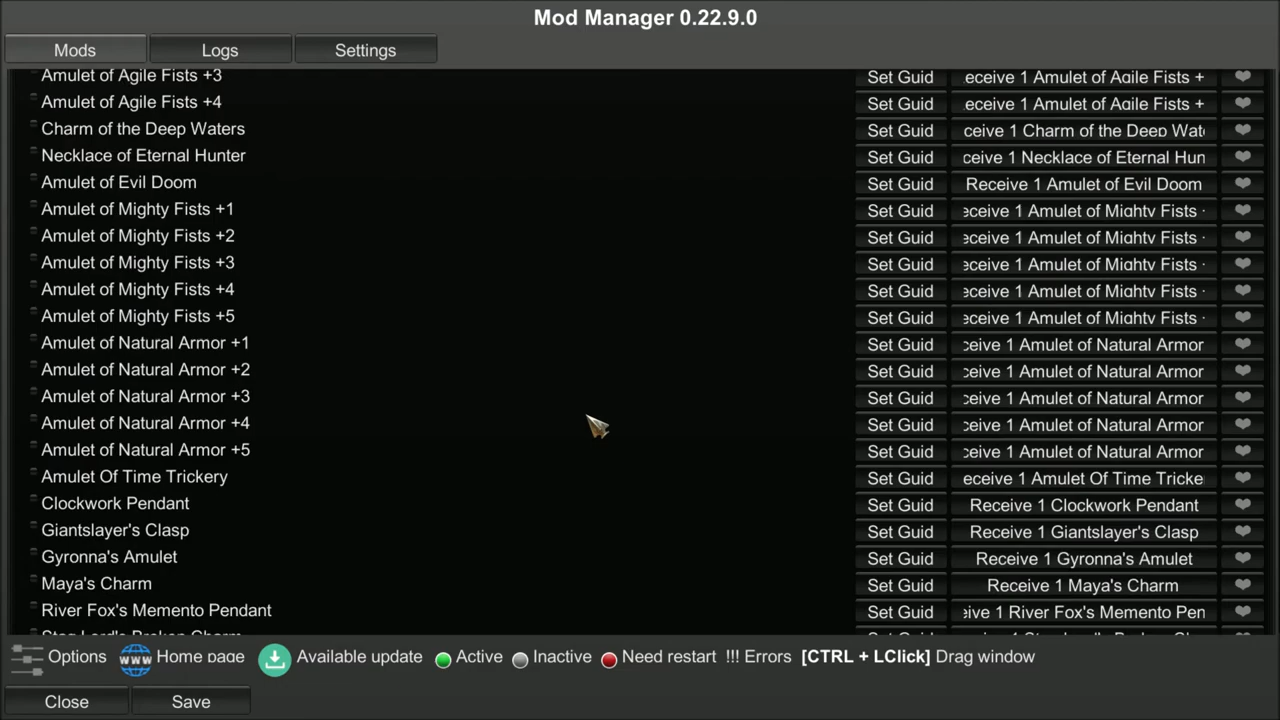 Mod Manager 0.22.9.0
Mods Logs Settings
Amulet of Agile Fists +3 Set Guid eceive 1 Amulet of Agile Fists +
Amulet of Agile Fists +4 Set Guid eceive 1 Amulet of Agile Fists +
Charm of the Deep Waters Set Guid ceive 1 Charm of the Deep Wat
Necklace of Eternal Hunter Set Guid ceive 1 Necklace of Eternal Hun
Amulet of Evil Doom Set Guid Receive 1 Amulet of Evil Doom
Amulet of Mighty Fists +1 Set Guid ceive 1 Amulet of Mighty Fists
Amulet of Mighty Fists +2 Set Guid ceive 1 Amulet of Mighty Fists
Amulet of Mighty Fists +3 Set Guid ceive 1 Amulet of Mighty Fists
Amulet of Mighty Fists +4 Set Guid ceive 1 Amulet of Mighty Fists
Amulet of Mighty Fists +5 Set Guid ceive 1 Amulet of Mighty Fists
Amulet of Natural Armor +1 Set Guid ceive 1 Amulet of Natural Armor
Amulet of Natural Armor +2 Set Guid ceive 1 Amulet of Natural Armor
Amulet of Natural Armor +3 Set Guid ceive 1 Amulet of Natural Armor
Amulet of Natural Armor +4 Set Guid ceive 1 Amulet of Natural Armor
Amulet of Natural Armor +5 Set Guid ceive 1 Amulet of Natural Armor
Amulet Of Time Trickery Set Guid eceive 1 Amulet Of Time Tricke
Clockwork Pendant Set Guid Receive 1 Clockwork Pendant
Giantslayer's Clasp Set Guid Receive 1 Giantslayer's Clasp
Gyronna's Amulet Set Guid Receive 1 Gyronna's Amulet
Maya's Charm Set Guid Receive 1 Maya's Charm
River Fox's Memento Pendant Set Guid ive 1 River Fox's Memento Pen
Options WWW Home page Available update Active Inactive Need restart !!! Errors [CTRL + LClick] Drag window
Close Save